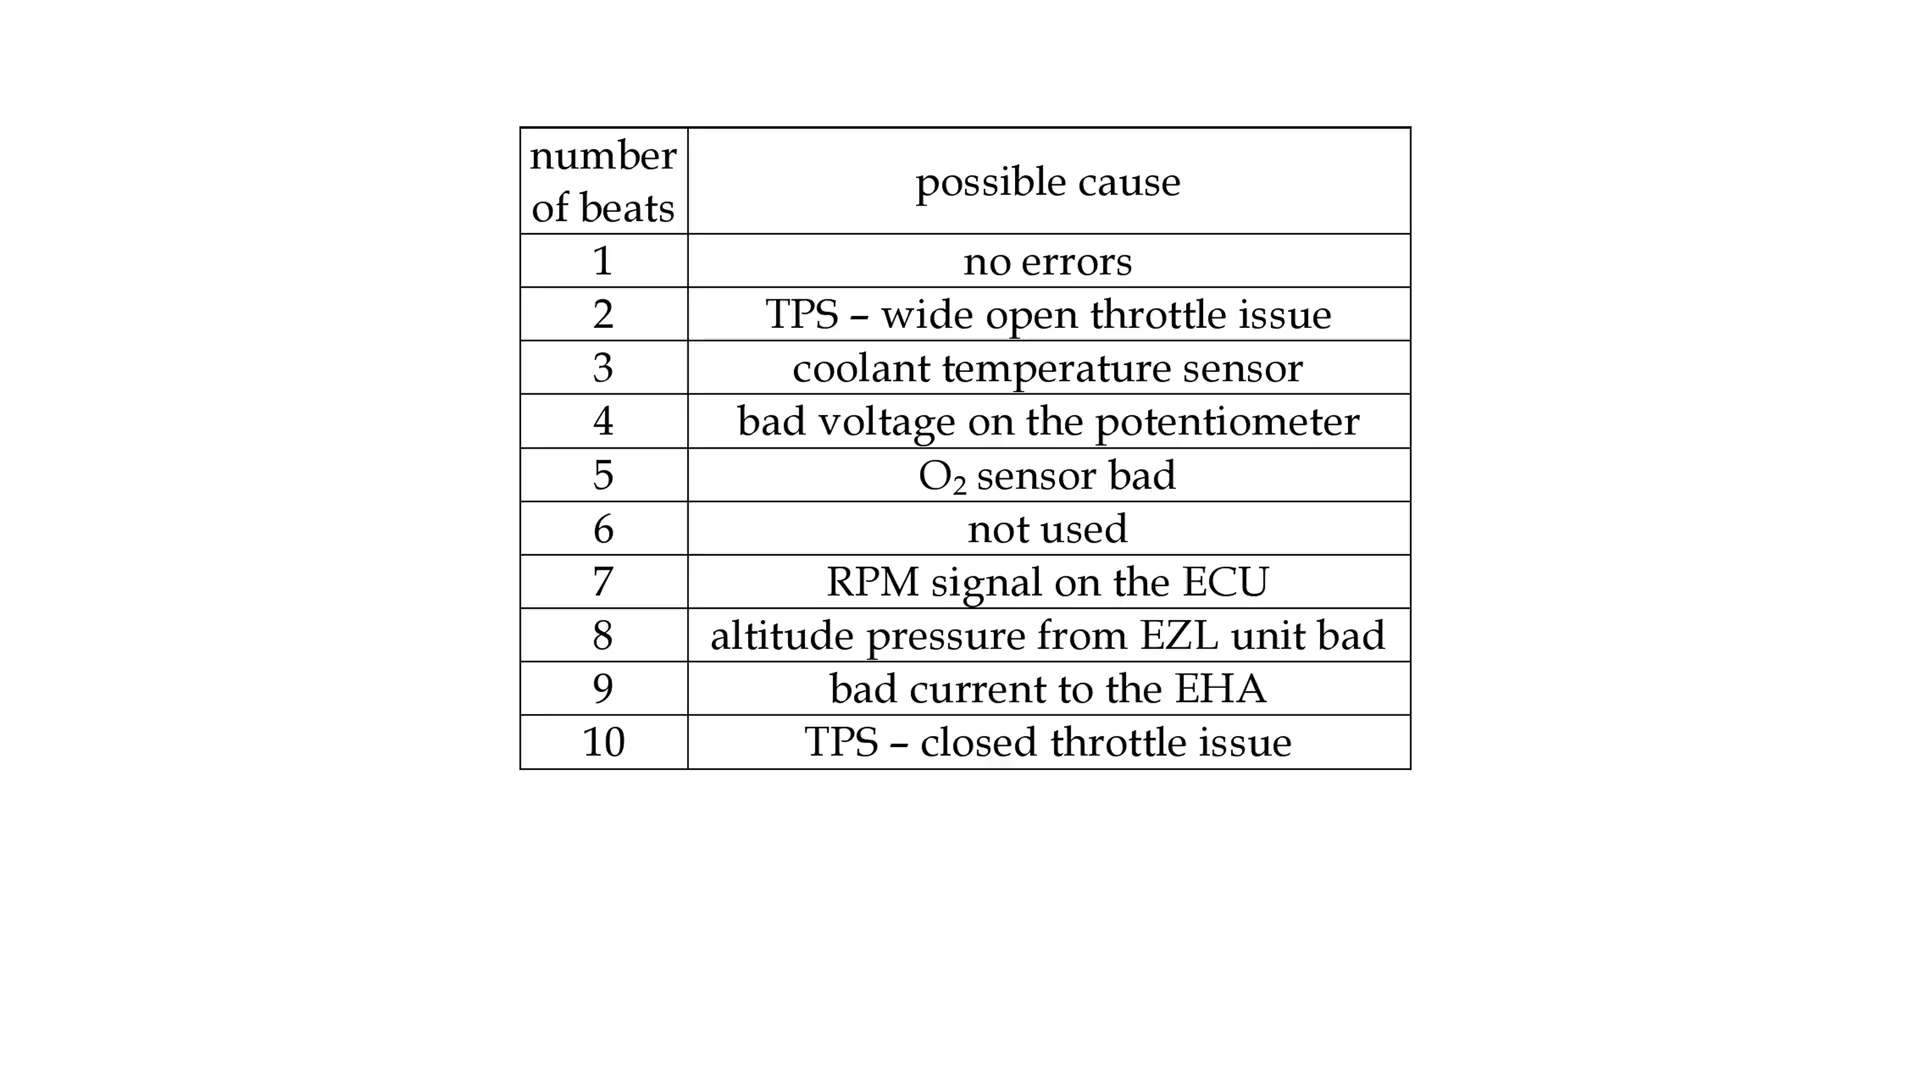 number
of beats
possible cause
1 no errors
2 TPS – wide open throttle issue
3 coolant temperature sensor
4 bad voltage on the potentiometer
5 O₂ sensor bad
6 not used
7 RPM signal on the ECU
8 altitude pressure from EZL unit bad
9 bad current to the EHA
10 TPS – closed throttle issue